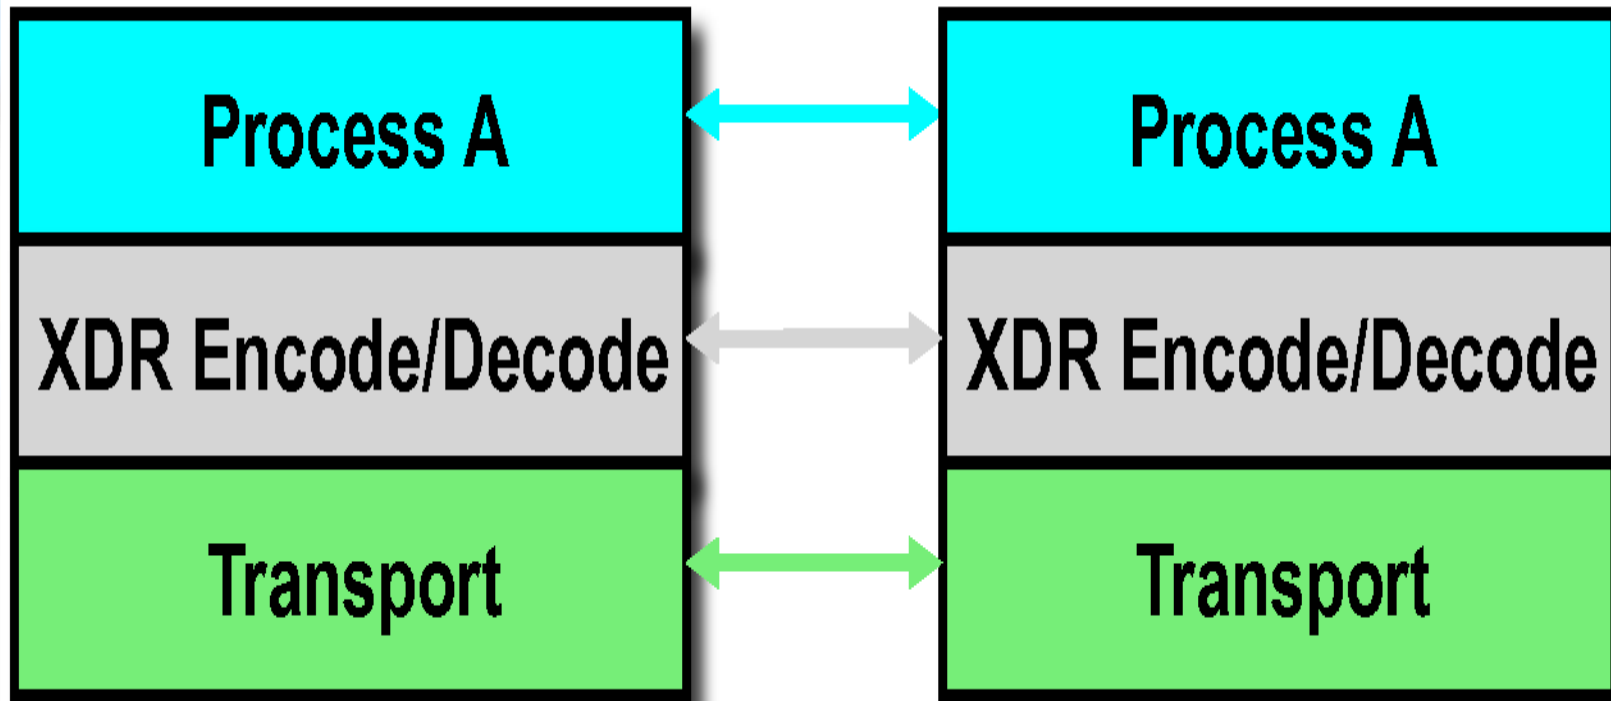 Process A
XDR Encode/Decode
Transport
Process A
XDR Encode/Decode
Transport